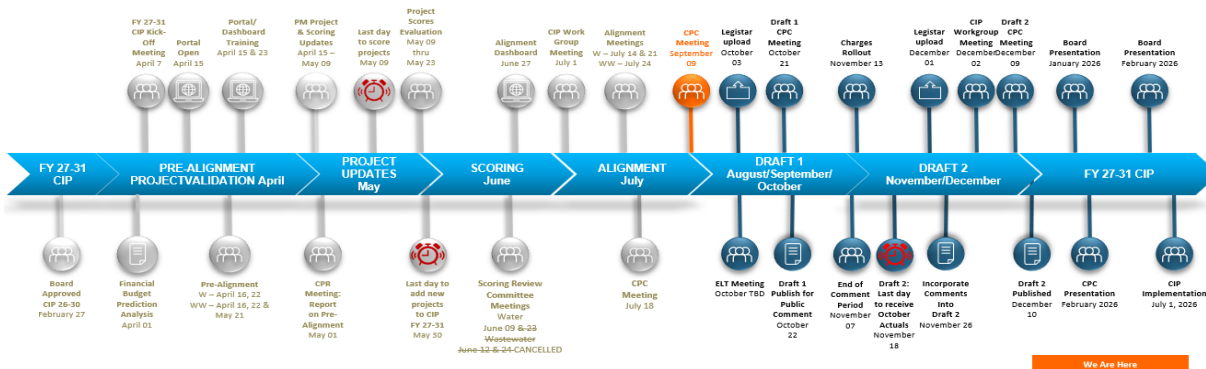 FY 27-31
CIP Kick-
Off
Meeting
April 7
Portal
Open
April 15
Portal/
Dashboard
Training
April 15 & 23
PM Project
& Scoring
Updates
April 15 –
May 09
Last day
to score
projects
May 09
Project
Scores
Evaluation
May 09
thru
May 23
Alignment
Dashboard
June 27
CIP Work
Group
Meeting
July 1
Alignment
Meetings
W – July 14 & 21
WW – July 24
CPC
Meeting
September
09
Legistar
upload
October
03
Draft 1
CPC
Meeting
October
21
Charges
Rollout
November 13
Legistar
upload
December
01
CIP
Workgroup
Meeting
December
02
Draft 2
CPC
Meeting
December
09
Board
Presentation
January 2026
Board
Presentation
February 2026
FY 27-31
CIP
PRE-ALIGNMENT
PROJECTVALIDATION April
PROJECT
UPDATES
May
SCORING
June
ALIGNMENT
July
DRAFT 1
August/September/
October
DRAFT 2
November/December
FY 27-31 CIP
Board
Approved
CIP 26-30
February 27
Financial
Budget
Prediction
Analysis
April 01
Pre-Alignment
W – April 16, 22
WW – April 16, 22 &
May 21
CPR
Meeting:
Report
on Pre-
Alignment
May 01
Last day to
add new
projects
to CIP
FY 27-31
May 30
Scoring Review
Committee
Meetings
Water
June 09 & 23
Wastewater
June 12 & 24 CANCELLED
CPC
Meeting
July 18
ELT Meeting
October TBD
Draft 1
Publish for
Public
Comment
October
22
End of
Comment
Period
November
07
Draft 2:
Last day
to receive
October
Actuals
November
18
Incorporate
Comments
Into
Draft 2
November 26
Draft 2
Published
December
10
CPC
Presentation
February 2026
CIP
Implementation
July 1, 2026
We Are Here